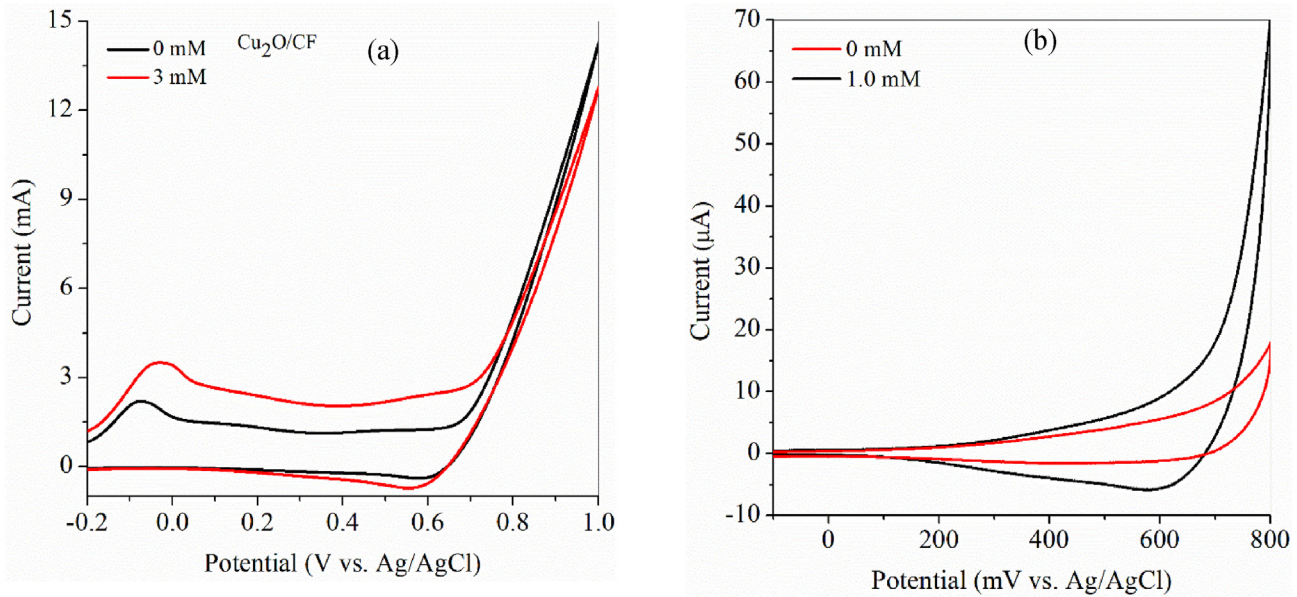 15
12
9
6
3
0
Current (mA)
0 mM
3 mM
Cu₂O/CF
(a)
-0.2 0.0 0.2 0.4 0.6 0.8 1.0
Potential (V vs. Ag/AgCl)
70
60
50
40
30
20
10
0
-10
Current (μA)
0 mM
1.0 mM
(b)
0 200 400 600 800
Potential (mV vs. Ag/AgCl)